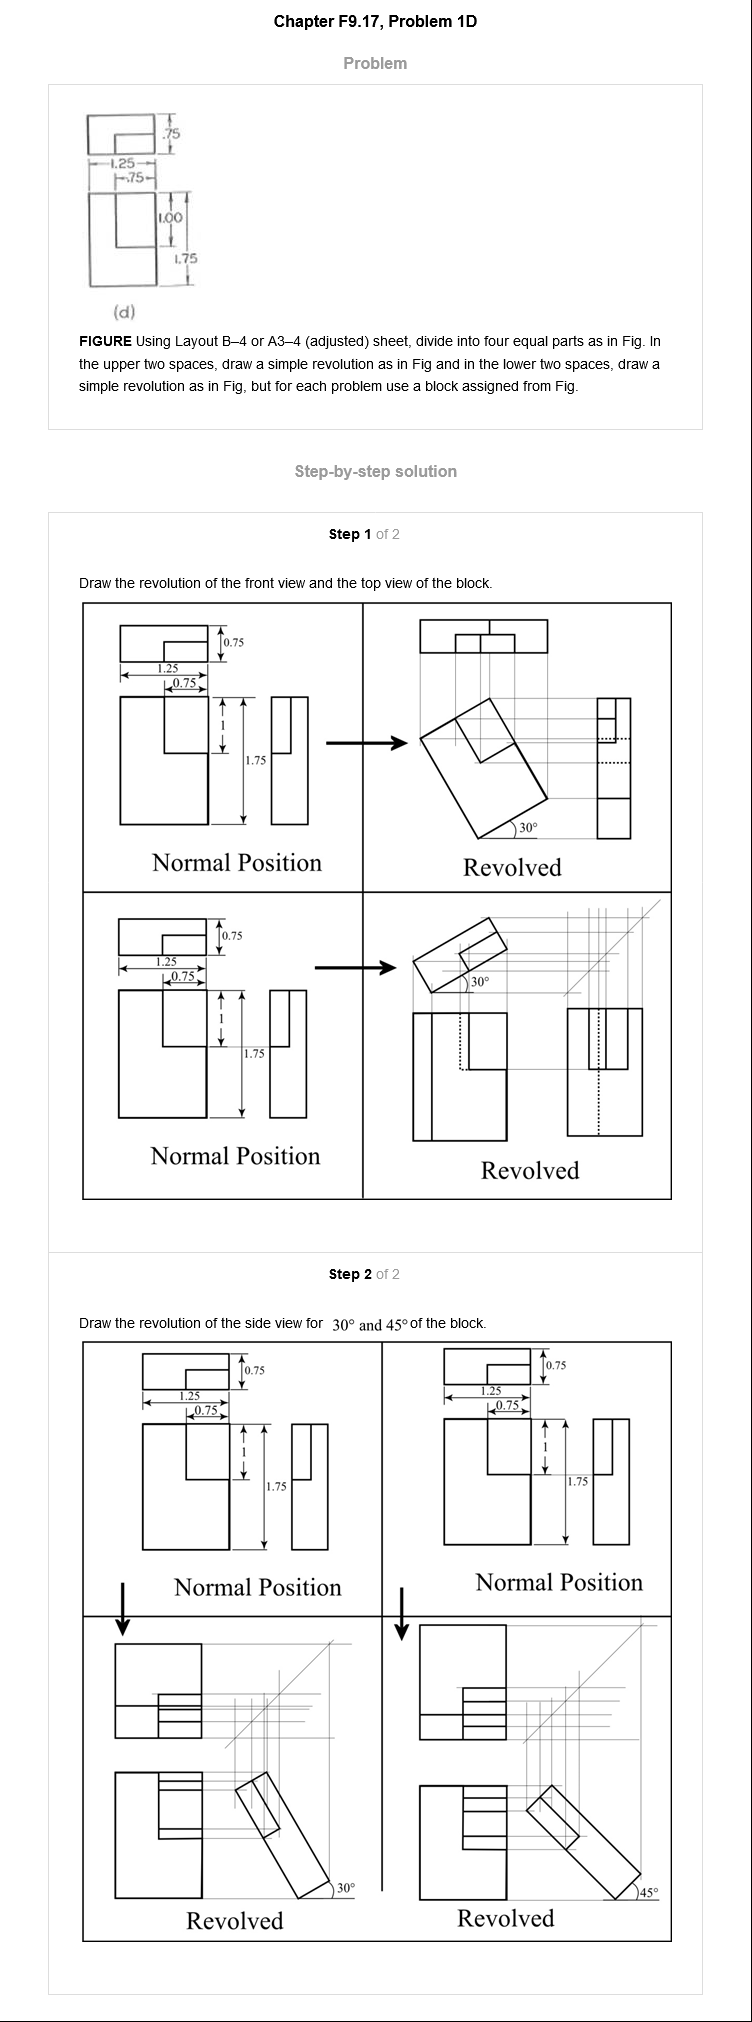 Chapter F9.17, Problem 1D
Problem
.75
1.25
.75
1.00
1.75
(d)
FIGURE Using Layout B–4 or A3–4 (adjusted) sheet, divide into four equal parts as in Fig. In
the upper two spaces, draw a simple revolution as in Fig and in the lower two spaces, draw a
simple revolution as in Fig, but for each problem use a block assigned from Fig.
Step-by-step solution
Step 1 of 2
Draw the revolution of the front view and the top view of the block.
0.75
1.25
0.75
1
1.75
30°
Normal Position
Revolved
0.75
1.25
0.75
30°
1
1.75
Normal Position
Revolved
Step 2 of 2
Draw the revolution of the side view for 30° and 45° of the block.
0.75
1.25
0.75
1
1.75
Normal Position
0.75
1.25
0.75
1
1.75
Normal Position
30°
Revolved
45°
Revolved